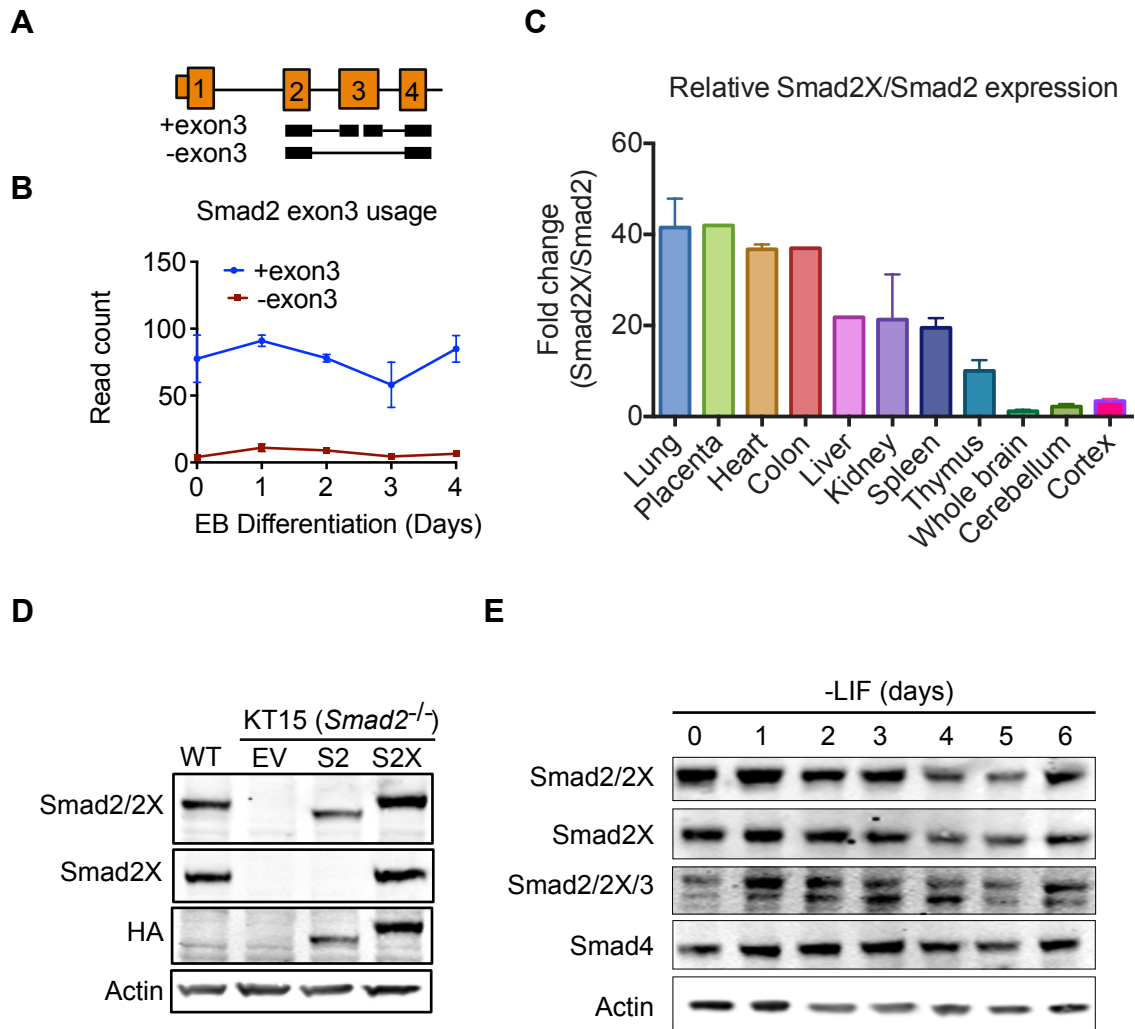 A
1
2
3
4
+exon3
-exon3
B
Smad2 exon3 usage
+exon3
-exon3
150
100
50
0
Read count
0 1 2 3 4
EB Differentiation (Days)
C
Relative Smad2X/Smad2 expression
60
40
20
0
Fold change
(Smad2X/Smad2)
Lung
Placenta
Heart
Colon
Liver
Kidney
Spleen
Thymus
Whole brain
Cerebellum
Cortex
D
KT15 (Smad2-/-)
WT EV S2 S2X
Smad2/2X
Smad2X
HA
Actin
E
-LIF (days)
0 1 2 3 4 5 6
Smad2/2X
Smad2X
Smad2/2X/3
Smad4
Actin